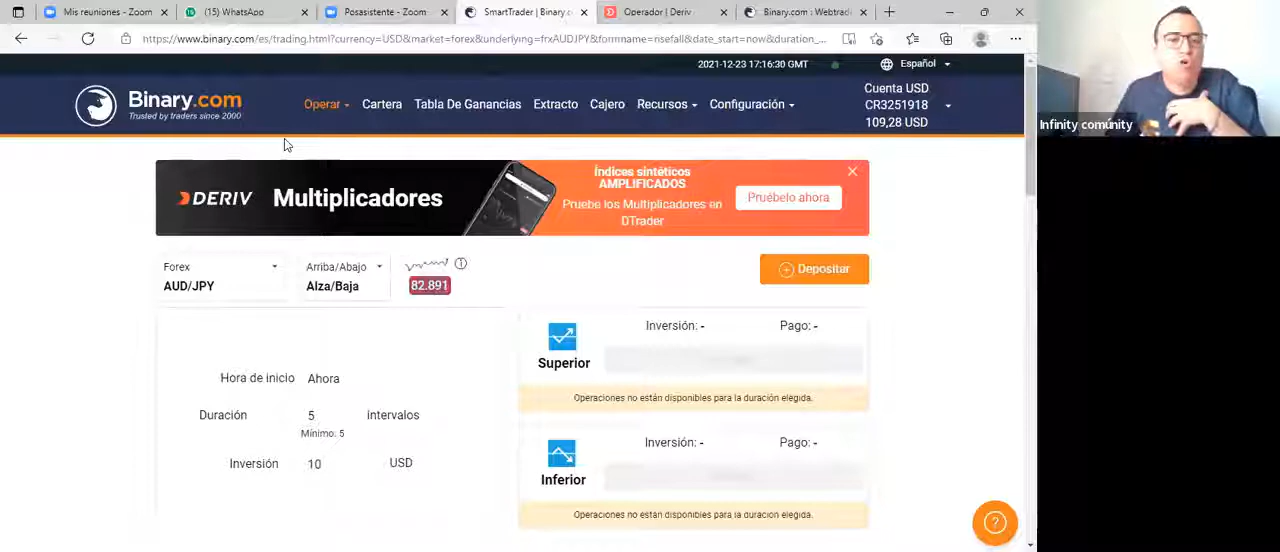 Mis reuniones - Zoom
(15) WhatsApp
Posasistente - Zoom
SmartTrader | Binary.c
Operador | Deriv
Binary.com : Webtrad
https://www.binary.com/es/trading.html?currency=USD&market=forex&underlying=frxAUDJPY&formname=risefall&date_start=now&duration_...
2021-12-23 17:16:30 GMT
Español
Binary.com
Trusted by traders since 2000
Operar
Cartera
Tabla De Ganancias
Extracto
Cajero
Recursos
Configuración
Cuenta USD
CR3251918
109,28 USD
Infinity comunity
DERIV
Multiplicadores
Índices sintéticos
AMPLIFICADOS
Pruebe los Multiplicadores en
DTrader
Pruébelo ahora
Forex
AUD/JPY
Arriba/Abajo
Alza/Baja
82.891
Depositar
Hora de inicio Ahora
Duración 5 intervalos
Mínimo: 5
Inversión 10 USD
Inversión: -
Pago: -
Superior
Operaciones no están disponibles para la duración elegida.
Inversión: -
Pago: -
Inferior
Operaciones no están disponibles para la duración elegida.